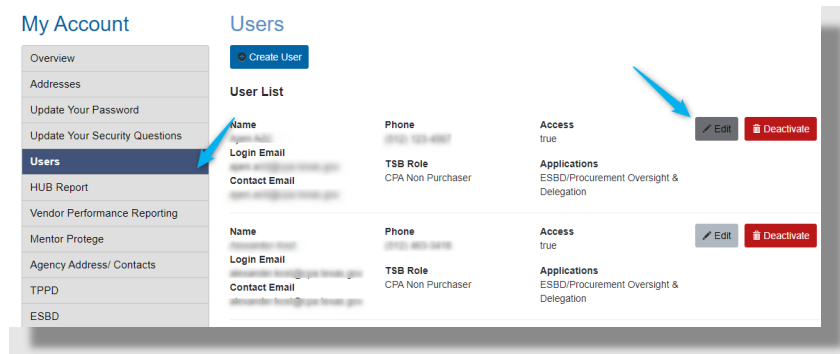 My Account
Overview
Addresses
Update Your Password
Update Your Security Questions
Users
HUB Report
Vendor Performance Reporting
Mentor Protege
Agency Address/ Contacts
TPPD
ESBD
Users
Create User
User List
Name Phone Access
true
Edit Deactivate
Login Email
TSB Role Applications
Contact Email CPA Non Purchaser ESBD/Procurement Oversight &
Delegation
Name Phone Access
true
Edit Deactivate
Login Email
TSB Role Applications
Contact Email CPA Non Purchaser ESBD/Procurement Oversight &
Delegation